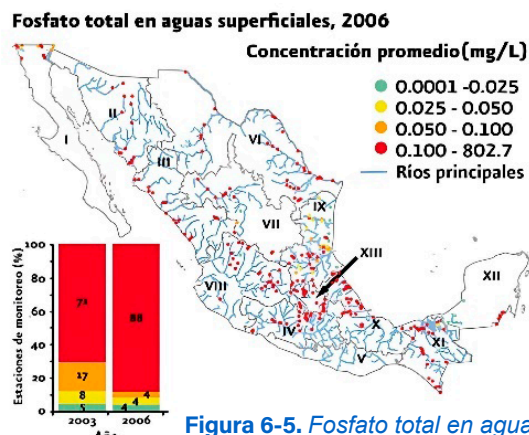 Fosfato total en aguas superficiales, 2006
Concentración promedio (mg/L)
0.0001 -0.025
0.025 - 0.050
0.050 - 0.100
0.100 - 802.7
Ríos principales
I
II
III
VI
VII
IX
XIII
XII
VIII
IV
X
XI
V
Estaciones de monitoreo (%)
100
80
60
40
20
0
17
8
5
88
4
4
4
2003
2006
Año
Figura 6-5. Fosfato total en agua